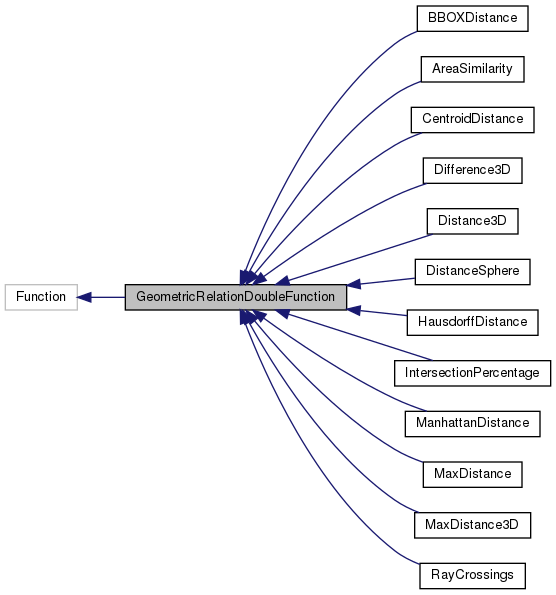 BBOXDistance
AreaSimilarity
CentroidDistance
Difference3D
Distance3D
DistanceSphere
Function
GeometricRelationDoubleFunction
HausdorffDistance
IntersectionPercentage
ManhattanDistance
MaxDistance
MaxDistance3D
RayCrossings